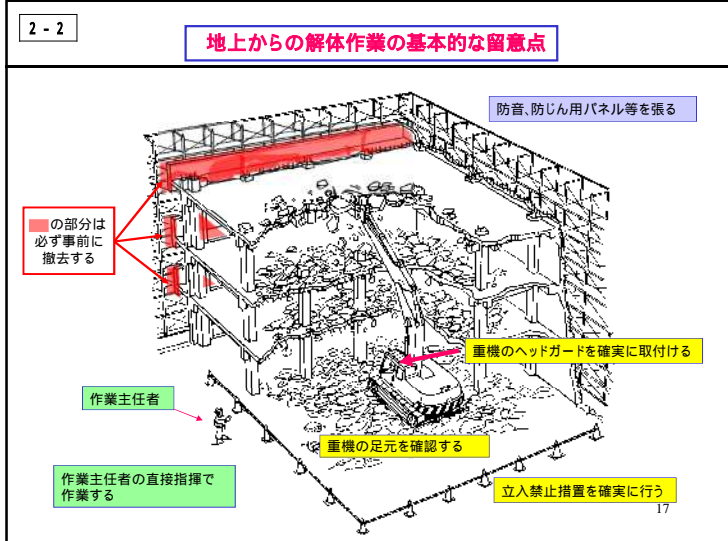 2 - 2
地上からの解体作業の基本的な留意点
防音、防じん用パネル等を張る
の部分は
必ず事前に
撤去する
重機のヘッドガードを確実に取付ける
作業主任者
重機の足元を確認する
作業主任者の直接指揮で
作業する
立入禁止措置を確実に行う
17